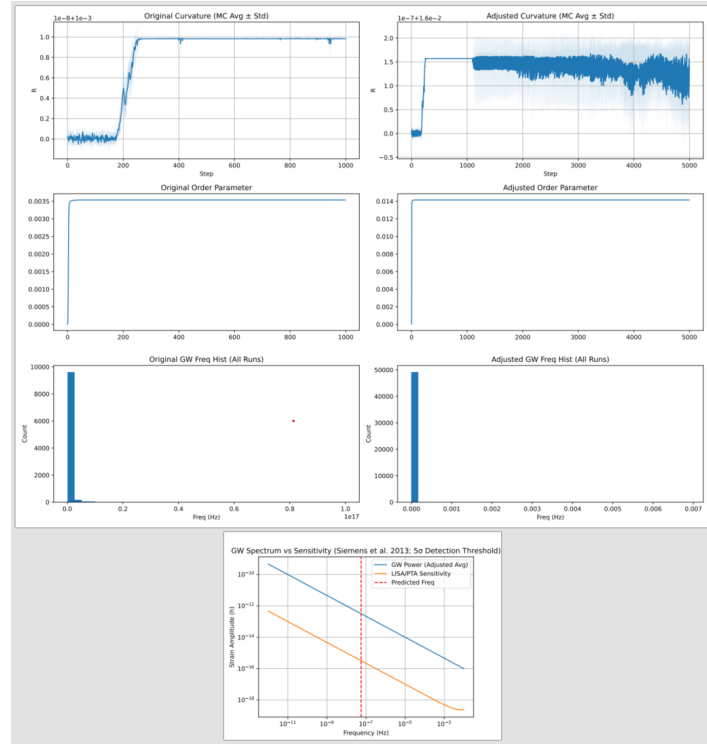 Original Curvature (MC Avg ± Std)
1e−8+1e−3
R
1.0
0.8
0.6
0.4
0.2
0.0
0 200 400 600 800 1000
Step
Adjusted Curvature (MC Avg ± Std)
1e−7+1.6e−2
R
2.0
1.5
1.0
0.5
0.0
−0.5
0 1000 2000 3000 4000 5000
Step
Original Order Parameter
0.0035
0.0030
0.0025
0.0020
0.0015
0.0010
0.0005
0.0000
0 200 400 600 800 1000
Adjusted Order Parameter
0.014
0.012
0.010
0.008
0.006
0.004
0.002
0.000
0 1000 2000 3000 4000 5000
Original GW Freq Hist (All Runs)
Count
10000
8000
6000
4000
2000
0
0.0 0.2 0.4 0.6 0.8 1.0
1e17
Freq (Hz)
Adjusted GW Freq Hist (All Runs)
Count
50000
40000
30000
20000
10000
0
0.000 0.001 0.002 0.003 0.004 0.005 0.006 0.007
Freq (Hz)
GW Spectrum vs Sensitivity (Siemens et al. 2013; 5σ Detection Threshold)
GW Power (Adjusted Avg)
LISA/PTA Sensitivity
Predicted Freq
Strain Amplitude (h)
10⁻¹²
10⁻¹⁴
10⁻¹⁸
10⁻¹¹ 10⁻⁷ 10⁻⁵ 10⁻³
Frequency (Hz)